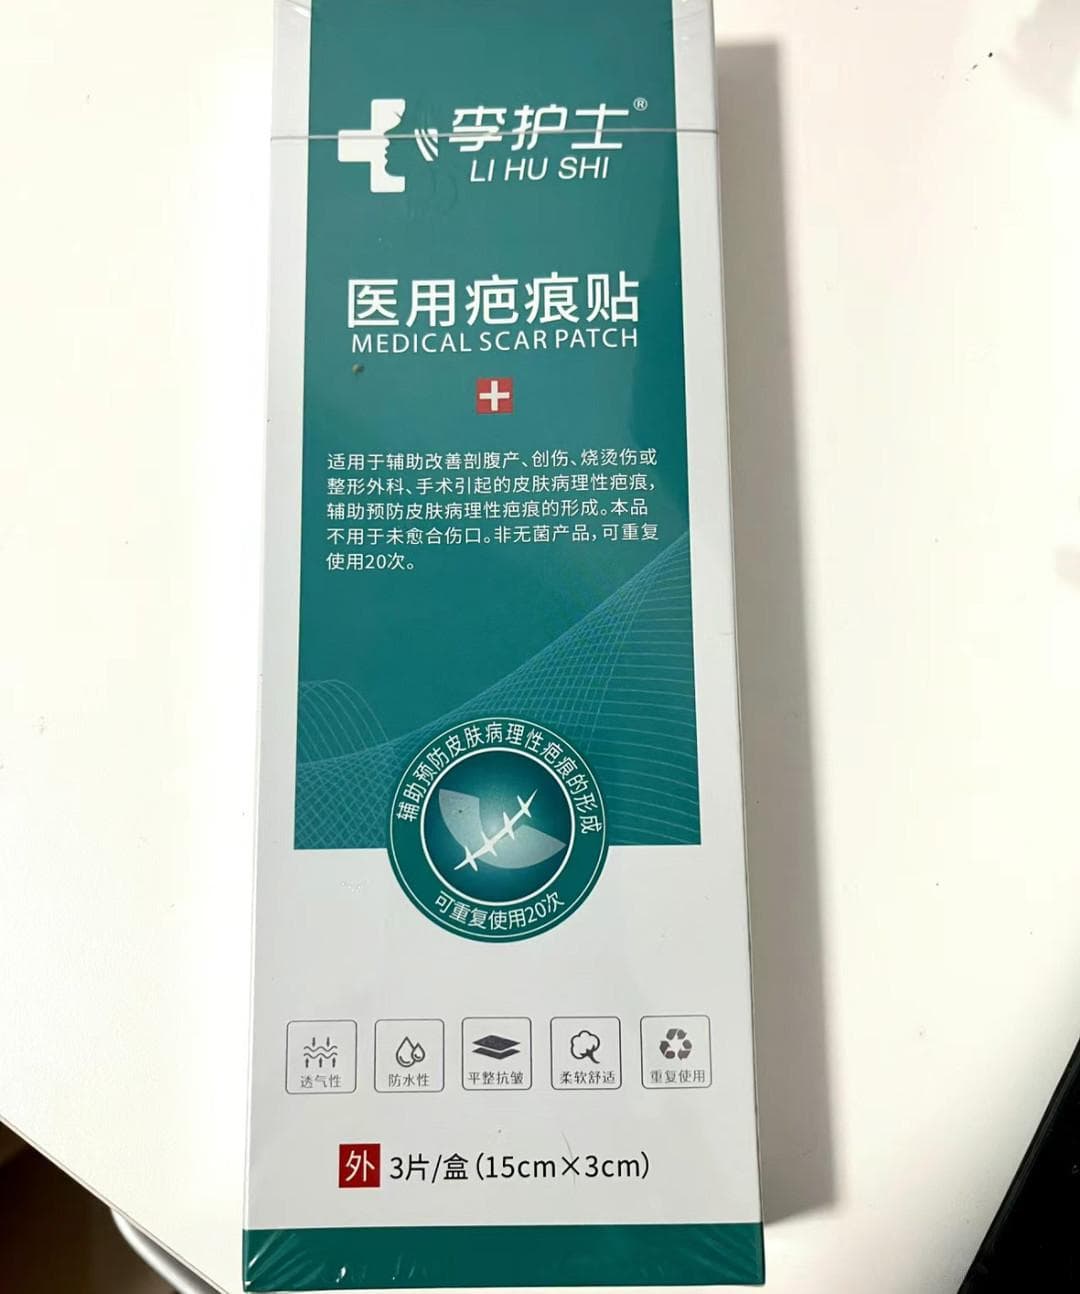 李护士®
LI HU SHI
医用疤痕贴
MEDICAL SCAR PATCH
适用于辅助改善剖腹产、创伤、烧烫伤或
整形外科、手术引起的皮肤病理性疤痕，
辅助预防皮肤病理性疤痕的形成。本品
不用于未愈合伤口。非无菌产品，可重复
使用20次。
辅助预防皮肤病理性疤痕的形成
可重复使用20次
透气性
防水性
平整抗皱
柔软舒适
重复使用
外 3片/盒（15cm×3cm）